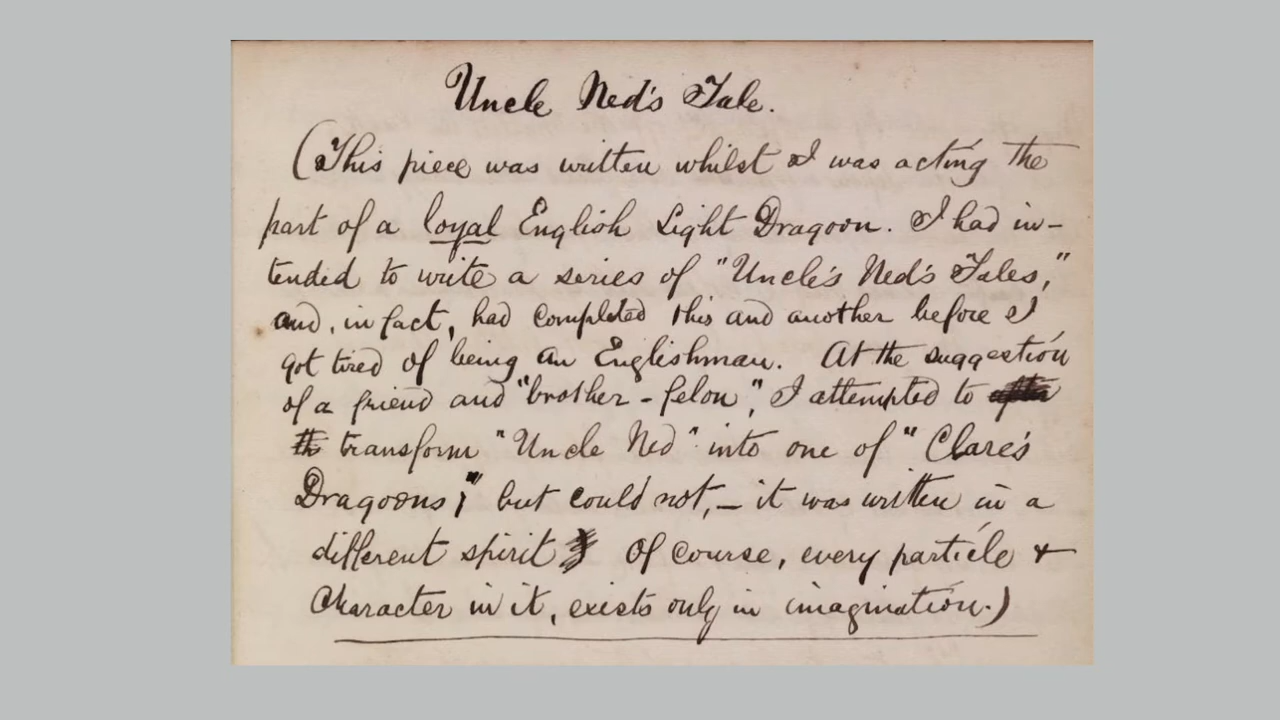 Uncle Ned's Tale.
(This piece was written whilst I was acting the
part of a loyal English Light Dragoon. I had in-
tended to write a series of "Uncle's Ned's Tales,"
and, in fact, had completed this and another before I
got tired of being an Englishman. At the suggestion
of a friend and "brother-felon", I attempted to
transform "Uncle Ned" into one of "Clare's
Dragoons;" but could not,– it was written in a
different spirit Of course, every particle &
character in it, exists only in imagination.)